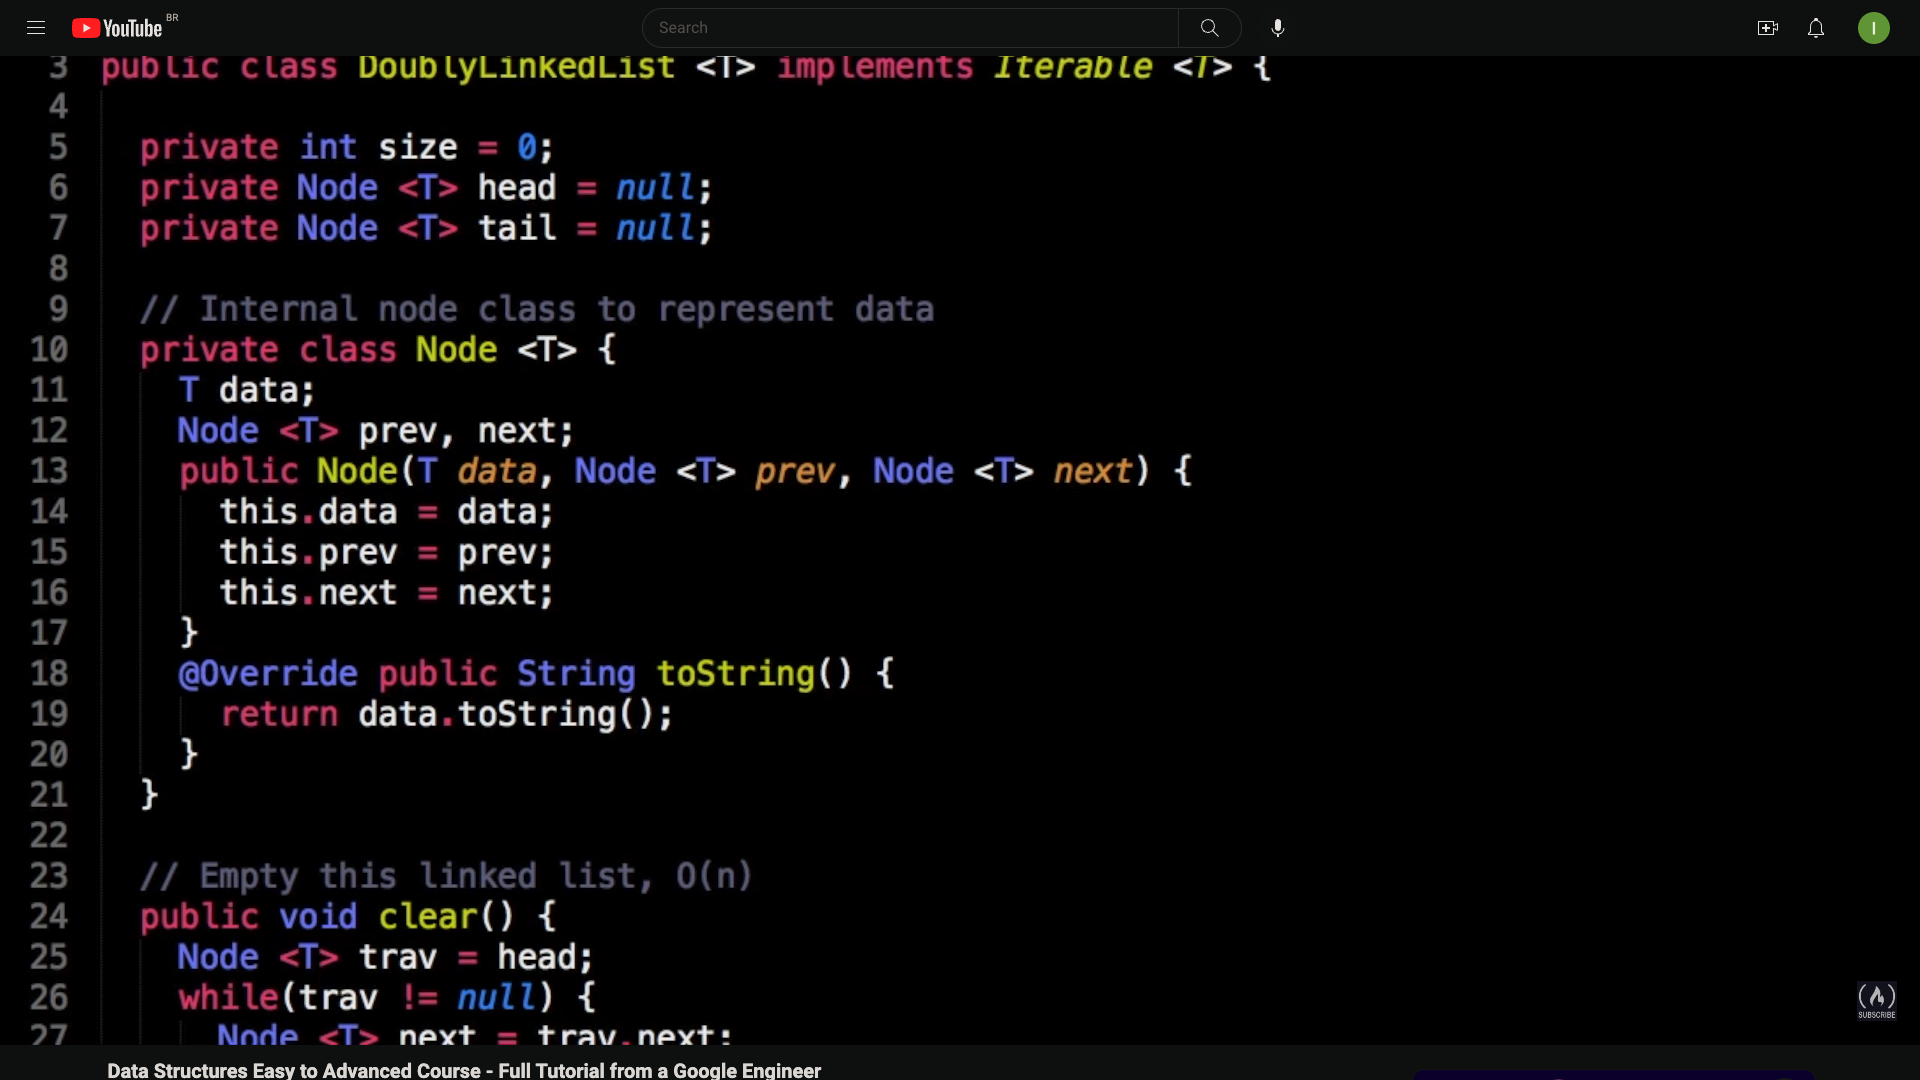 YouTube BR
Search
I
3 public class DoublyLinkedList <T> implements Iterable <T> {
4
5 private int size = 0;
6 private Node <T> head = null;
7 private Node <T> tail = null;
8
9 // Internal node class to represent data
10 private class Node <T> {
11 T data;
12 Node <T> prev, next;
13 public Node(T data, Node <T> prev, Node <T> next) {
14 this.data = data;
15 this.prev = prev;
16 this.next = next;
17 }
18 @Override public String toString() {
19 return data.toString();
20 }
21 }
22
23 // Empty this linked list, O(n)
24 public void clear() {
25 Node <T> trav = head;
26 while(trav != null) {
27 Node <T> next = trav.next;
SUBSCRIBE
Data Structures Easy to Advanced Course - Full Tutorial from a Google Engineer